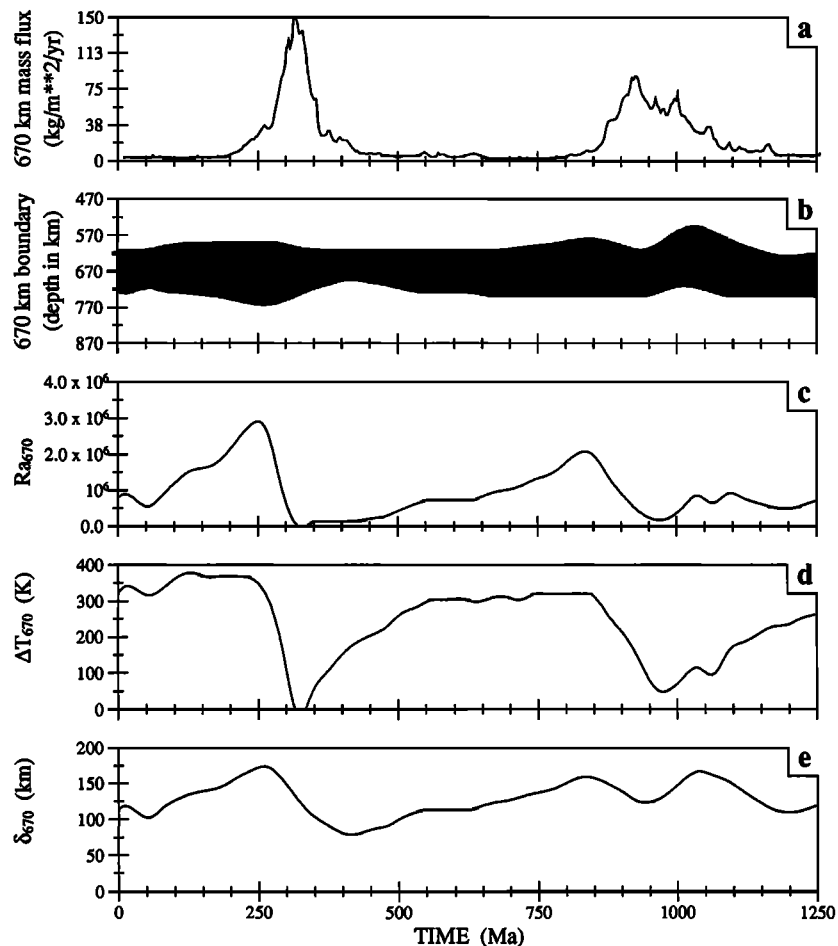 670 km mass flux
(kg/m**2/yr)
150
113
75
38
0
a
670 km boundary
(depth in km)
470
570
670
770
870
b
Ra670
4.0 x 10^6
3.0 x 10^6
2.0 x 10^6
10^6
0.0
c
ΔT670 (K)
400
300
200
100
0
d
δ670 (km)
200
150
100
50
0
e
0 250 500 750 1000 1250
TIME (Ma)